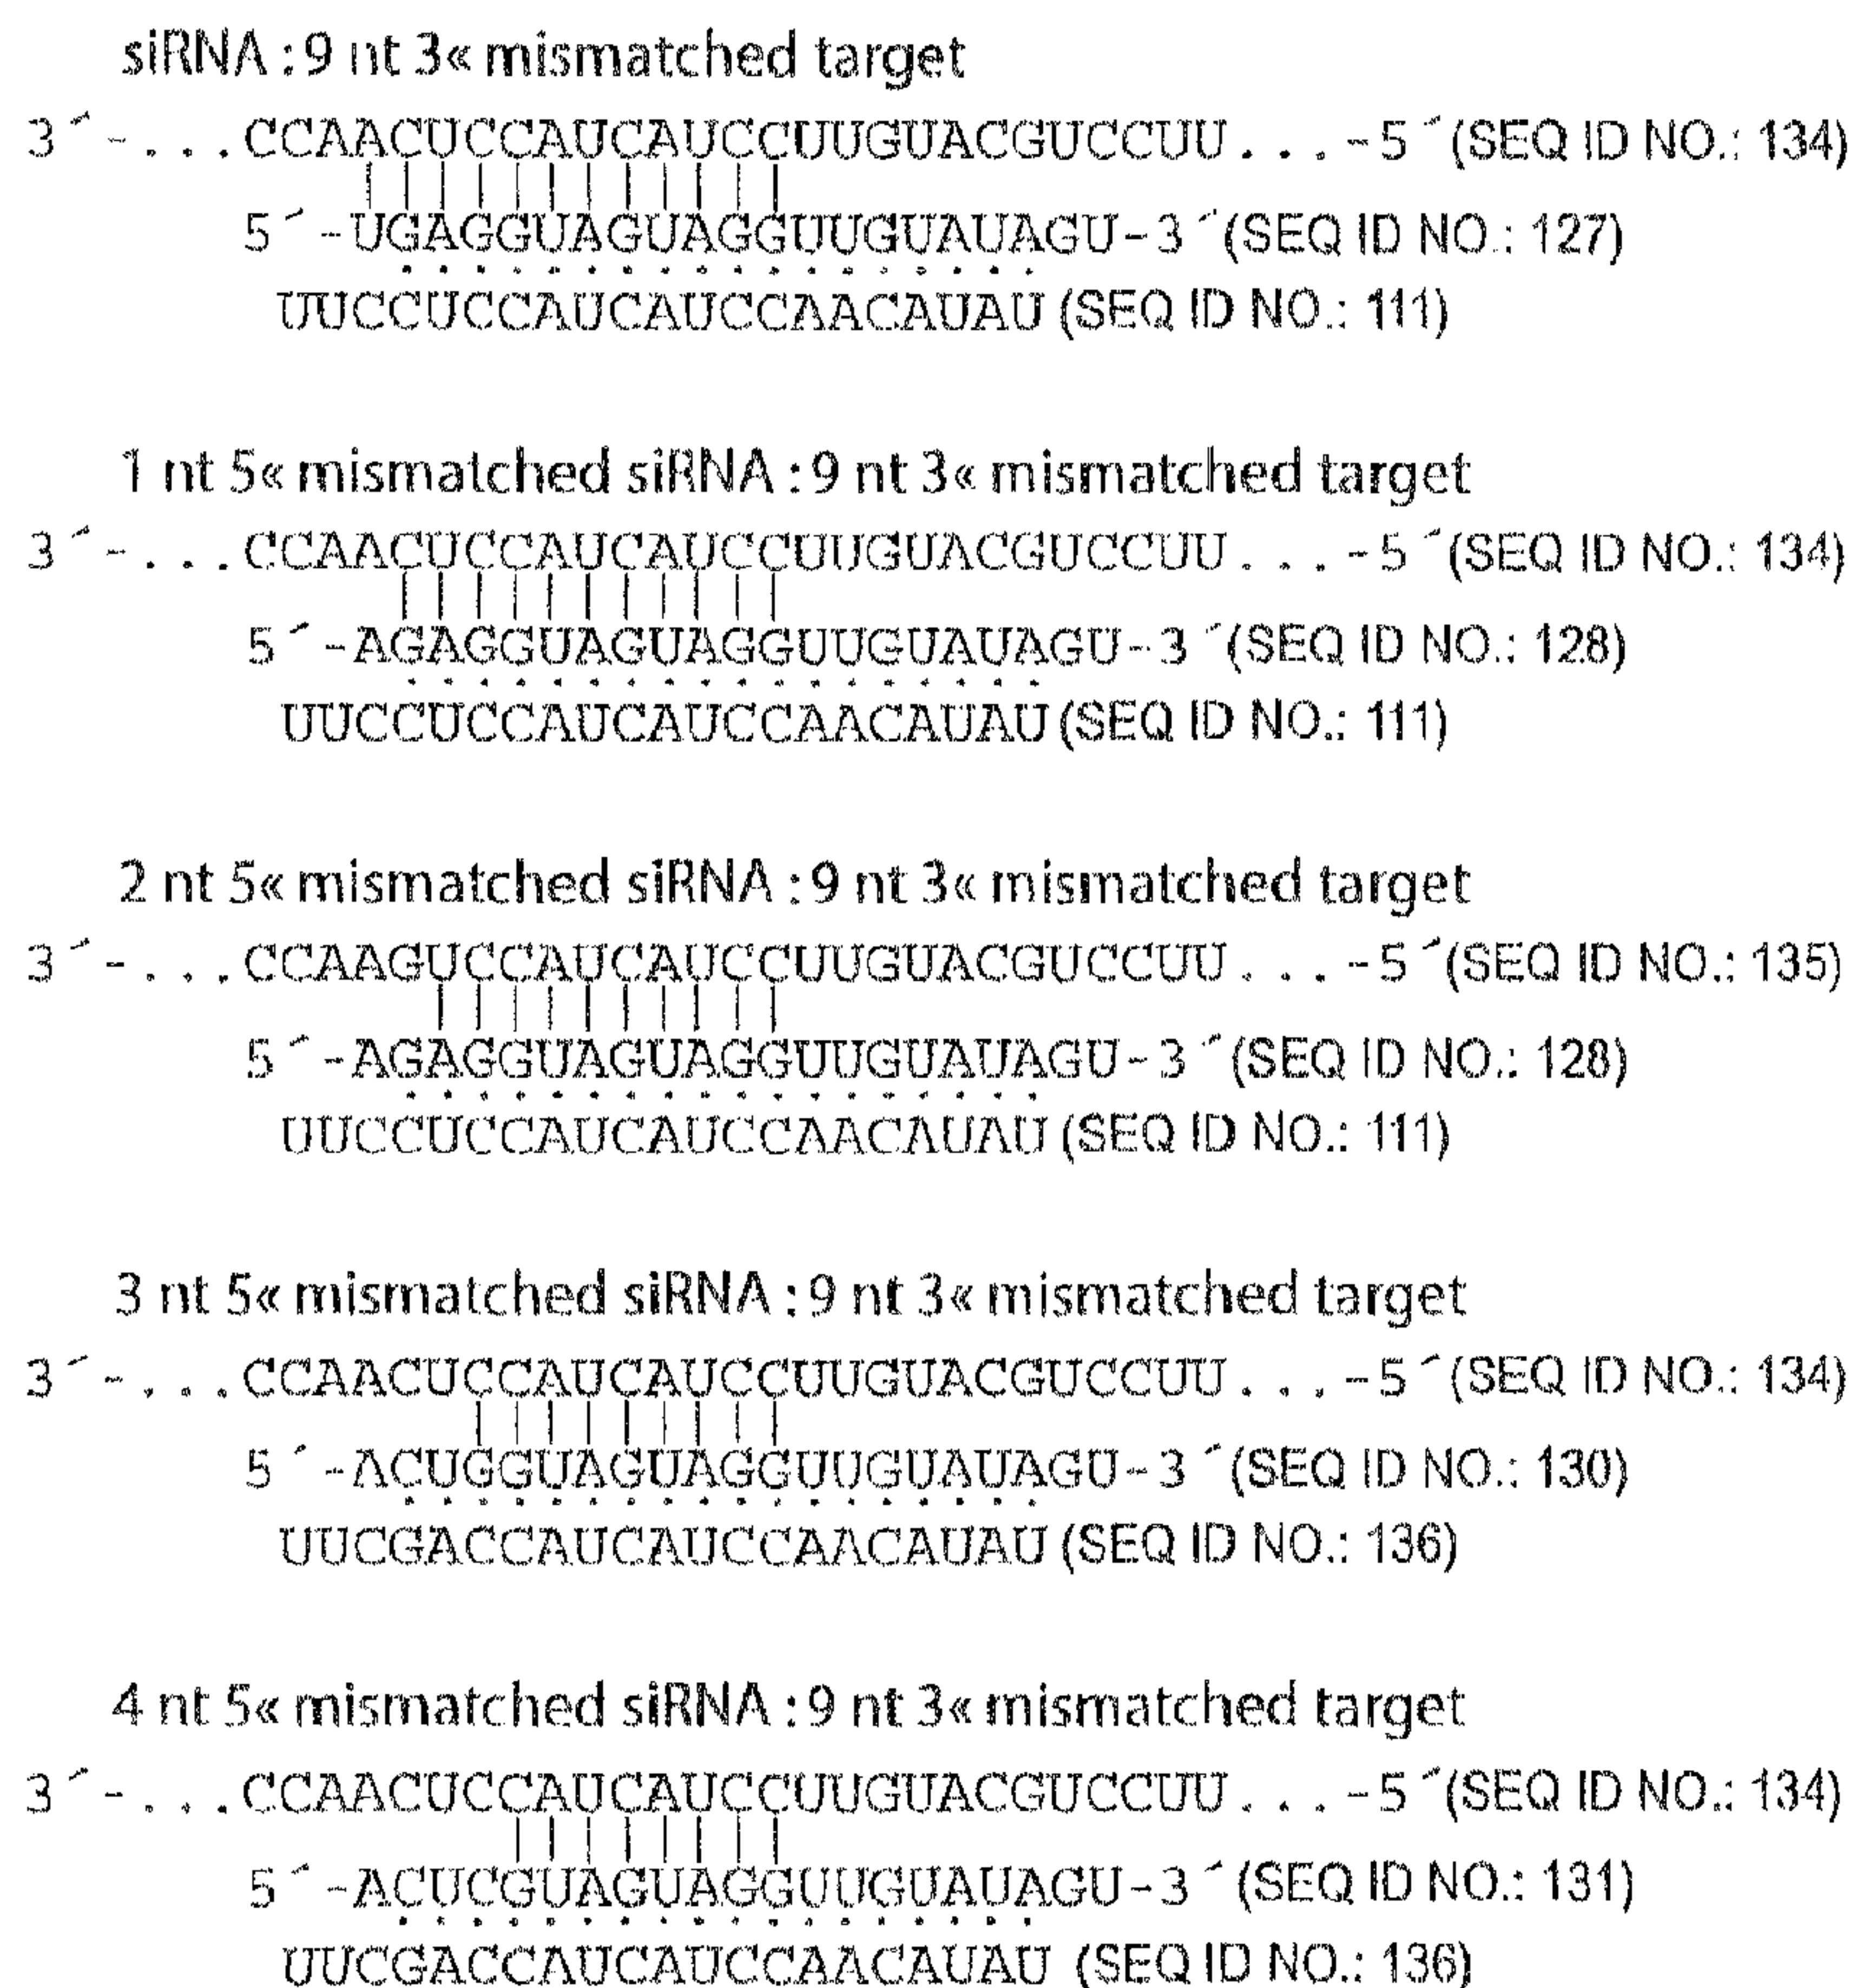 siRNA : 9 nt 3« mismatched target
3´-...CCAACUCCAUCAUCCUUGUACGUCCUU...-5´(SEQ ID NO.: 134)
5´-UGAGGUAGUAGGUUGUAUAGU-3´(SEQ ID NO.: 127)
UUCCUCCAUCAUCCAACAUAU (SEQ ID NO.: 111)
1 nt 5« mismatched siRNA : 9 nt 3« mismatched target
3´-...CCAACUCCAUCAUCCUUGUACGUCCUU...-5´(SEQ ID NO.: 134)
5´-AGAGGUAGUAGGUUGUAUAGU-3´(SEQ ID NO.: 128)
UUCCUCCAUCAUCCAACAUAU (SEQ ID NO.: 111)
2 nt 5« mismatched siRNA : 9 nt 3« mismatched target
3´-...CCAAGUCCAUCAUCCUUGUACGUCCUU...-5´(SEQ ID NO.: 135)
5´-AGAGGUAGUAGGUUGUAUAGU-3´(SEQ ID NO.: 128)
UUCCUCCAUCAUCCAACAUAU (SEQ ID NO.: 111)
3 nt 5« mismatched siRNA : 9 nt 3« mismatched target
3´-...CCAACUCCAUCAUCCUUGUACGUCCUU...-5´(SEQ ID NO.: 134)
5´-ACUGGUAGUAGGUUGUAUAGU-3´(SEQ ID NO.: 130)
UUCGACCAUCAUCCAACAUAU (SEQ ID NO.: 136)
4 nt 5« mismatched siRNA : 9 nt 3« mismatched target
3´-...CCAACUCCAUCAUCCUUGUACGUCCUU...-5´(SEQ ID NO.: 134)
5´-ACUCGUAGUAGGUUGUAUAGU-3´(SEQ ID NO.: 131)
UUCGACCAUCAUCCAACAUAU (SEQ ID NO.: 136)